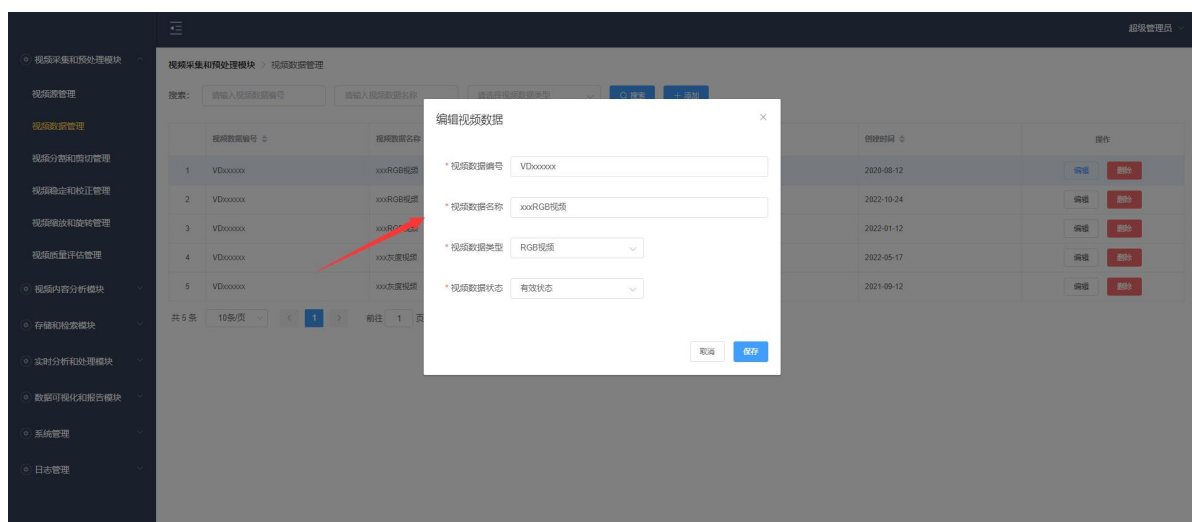 超级管理员
视频采集和预处理模块
视频源管理
视频数据管理
视频分割和剪切管理
视频稳定和校正管理
视频缩放和旋转管理
视频质量评估管理
视频内容分析模块
存储和检索模块
实时分析和处理模块
数据可视化和报告模块
系统管理
日志管理
视频采集和预处理模块 > 视频数据管理
搜索: 请输入视频数据编号 请输入视频数据名称 请选择视频数据类型 搜索 + 添加
视频数据编号 视频数据名称 创建时间 操作
1 VDxxxxxx xxxRGB视频 2020-08-12 编辑 删除
2 VDxxxxxx xxxRGB视频 2022-10-24 编辑 删除
3 VDxxxxxx xxxRGB视频 2022-01-12 编辑 删除
4 VDxxxxxx xxx灰度视频 2022-05-17 编辑 删除
5 VDxxxxxx xxx灰度视频 2021-09-12 编辑 删除
共 5 条 10条/页 1 前往 1 页
编辑视频数据
* 视频数据编号 VDxxxxxx
* 视频数据名称 xxxRGB视频
* 视频数据类型 RGB视频
* 视频数据状态 有效状态
取消 保存